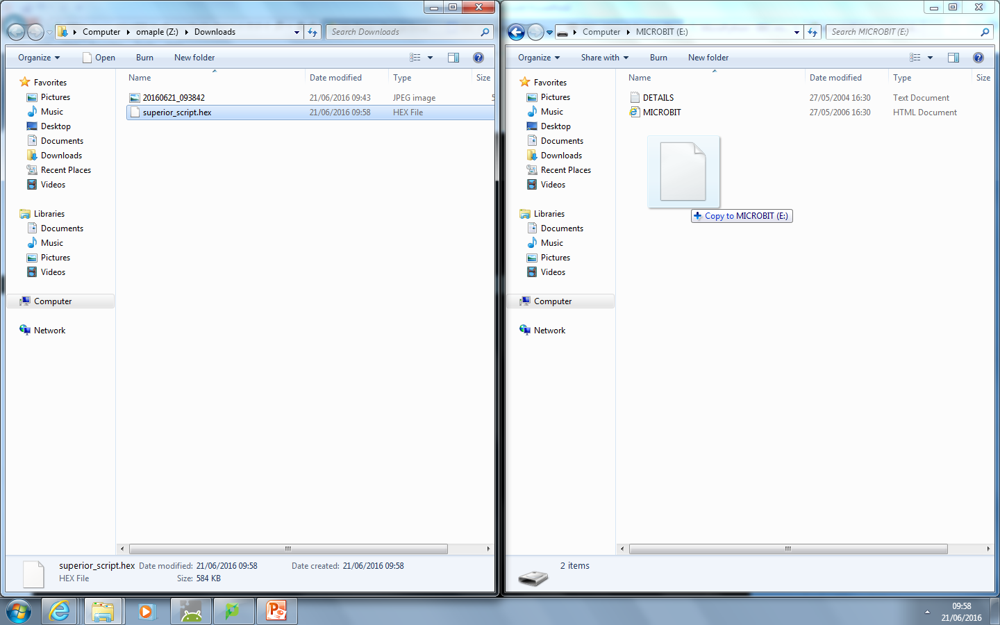 Computer ▸ omaple (Z:) ▸ Downloads
Search Downloads
Organize Open Burn New folder
Name Date modified Type Size
Favorites
Pictures
Music
Desktop
Documents
Downloads
Recent Places
Videos
Libraries
Documents
Music
Pictures
Videos
Computer
Network
20160621_093842 21/06/2016 09:43 JPEG image 5
superior_script.hex 21/06/2016 09:58 HEX File
superior_script.hex Date modified: 21/06/2016 09:58 Date created: 21/06/2016 09:58
HEX File Size: 584 KB
Computer ▸ MICROBIT (E:)
Search MICROBIT (E:)
Organize Share with Burn New folder
Name Date modified Type Size
Favorites
Pictures
Music
Desktop
Documents
Downloads
Recent Places
Videos
Libraries
Documents
Music
Pictures
Videos
Computer
Network
DETAILS 27/05/2004 16:30 Text Document
MICROBIT 27/05/2006 16:30 HTML Document
Copy to MICROBIT (E:)
2 items
09:58
21/06/2016